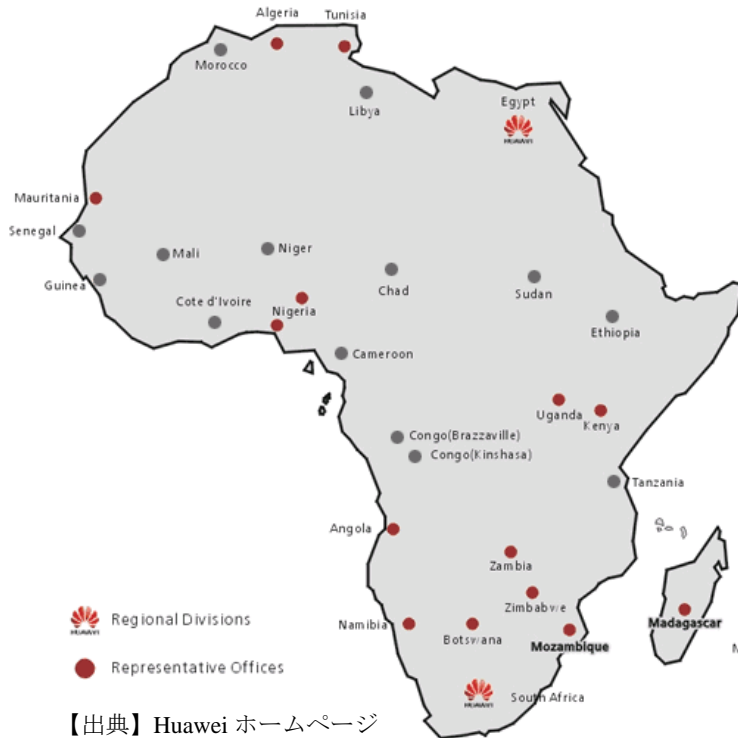 Algeria
Tunisia
Morocco
Libya
Egypt
HUAWEI
Mauritania
Senegal
Mali
Niger
Guinea
Chad
Sudan
Cote d'Ivoire
Nigeria
Ethiopia
Cameroon
Uganda
Kenya
Congo(Brazzaville)
Congo(Kinshasa)
Tanzania
Angola
Zambia
Zimbabwe
Madagascar
Namibia
Botswana
Mozambique
M
HUAWEI
South Africa
HUAWEI
Regional Divisions
Representative Offices
【出典】Huawei ホームページ